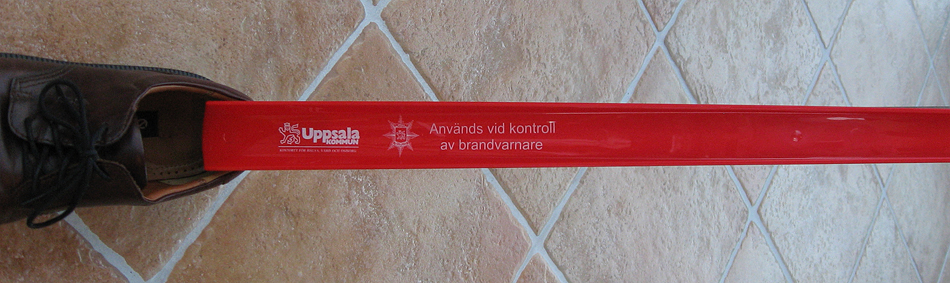 Uppsala
KOMMUN
Används vid kontroll
av brandvarnare